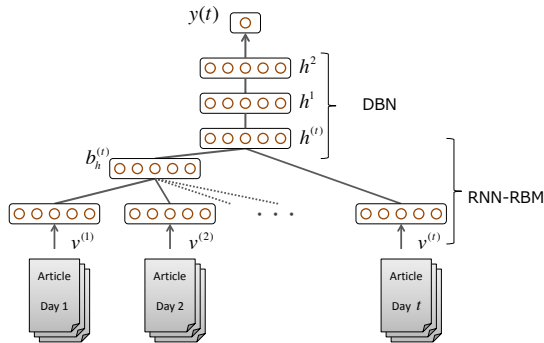 y(t)
h²
h¹
DBN
h⁽ᵗ⁾
b_h⁽ᵗ⁾
RNN-RBM
. . .
v⁽¹⁾
v⁽²⁾
v⁽ᵗ⁾
Article
Day 1
Article
Day 2
Article
Day t